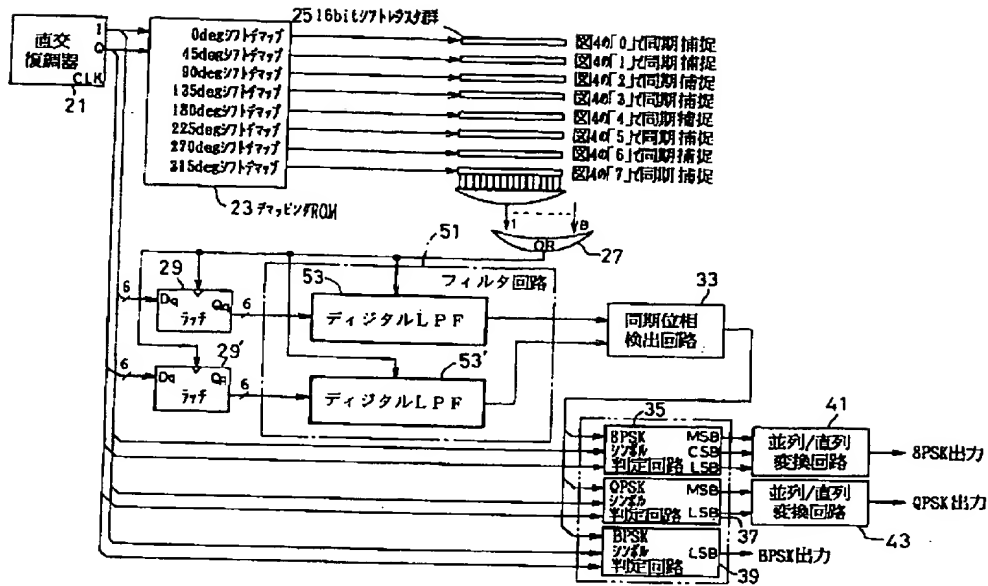 直交
復調器
I
Q
CLK
21
0degシフトデマップ
45degシフトデマップ
90degシフトデマップ
135degシフトデマップ
180degシフトデマップ
225degシフトデマップ
270degシフトデマップ
315degシフトデマップ
23 デマッピングROM
25 16bitシフトレジスタ群
図4の「0」で同期捕捉
図4の「1」で同期捕捉
図4の「2」で同期捕捉
図4の「3」で同期捕捉
図4の「4」で同期捕捉
図4の「5」で同期捕捉
図4の「6」で同期捕捉
図4の「7」で同期捕捉
1
8
OR
27
51
フィルタ回路
29
6
ラッチ
6
53
ディジタルLPF
29'
6
ラッチ
6
53'
ディジタルLPF
33
同期位相
検出回路
35
8PSK
シンボル
判定回路
MSB
CSB
LSB
41
並列/直列
変換回路
8PSK出力
QPSK
シンボル
判定回路
MSB
LSB
37
並列/直列
変換回路
43
QPSK出力
BPSK
シンボル
判定回路
LSB
39
BPSK出力